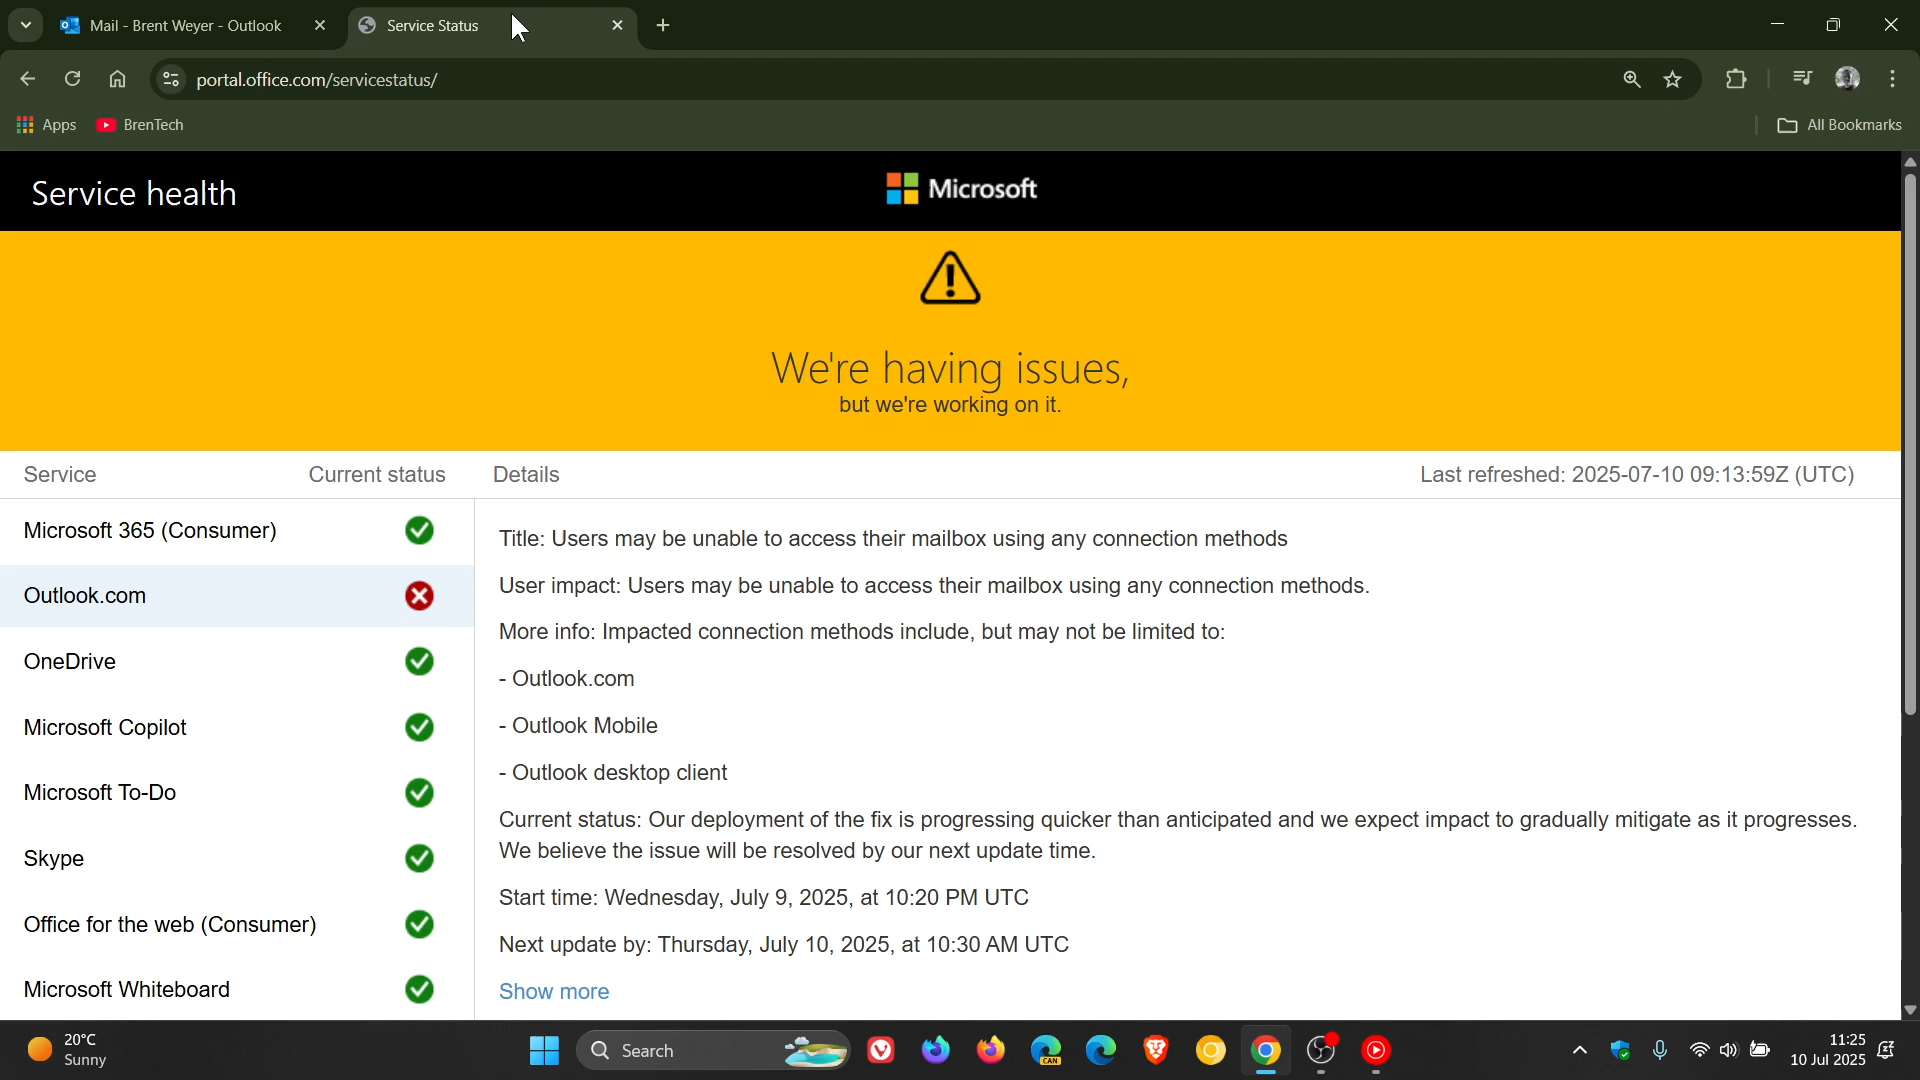 Mail - Brent Weyer - Outlook
Service Status
portal.office.com/servicestatus/
Apps
BrenTech
All Bookmarks
Service health
Microsoft
We're having issues,
but we're working on it.
Service
Current status
Details
Last refreshed: 2025-07-10 09:13:59Z (UTC)
Microsoft 365 (Consumer)
Outlook.com
OneDrive
Microsoft Copilot
Microsoft To-Do
Skype
Office for the web (Consumer)
Microsoft Whiteboard
Title: Users may be unable to access their mailbox using any connection methods
User impact: Users may be unable to access their mailbox using any connection methods.
More info: Impacted connection methods include, but may not be limited to:
- Outlook.com
- Outlook Mobile
- Outlook desktop client
Current status: Our deployment of the fix is progressing quicker than anticipated and we expect impact to gradually mitigate as it progresses.
We believe the issue will be resolved by our next update time.
Start time: Wednesday, July 9, 2025, at 10:20 PM UTC
Next update by: Thursday, July 10, 2025, at 10:30 AM UTC
Show more
20°C
Sunny
Search
CAN
11:25
10 Jul 2025